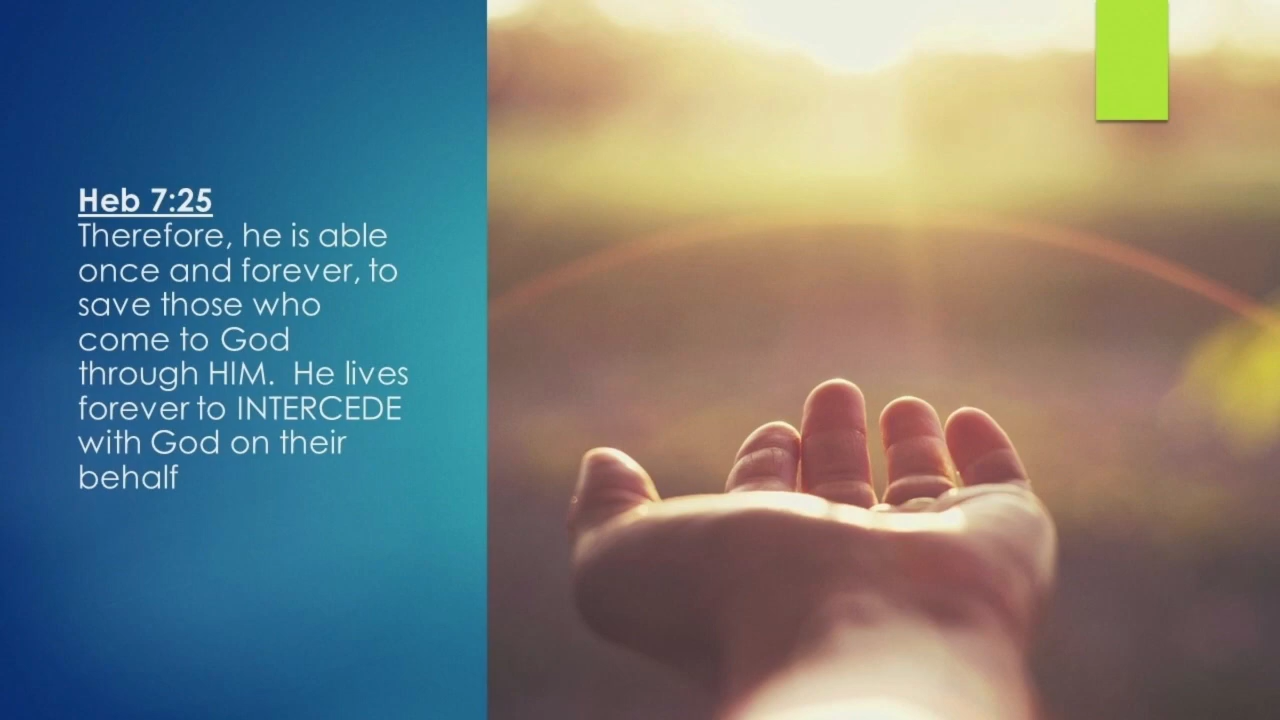 Heb 7:25
Therefore, he is able
once and forever, to
save those who
come to God
through HIM.  He lives
forever to INTERCEDE
with God on their
behalf